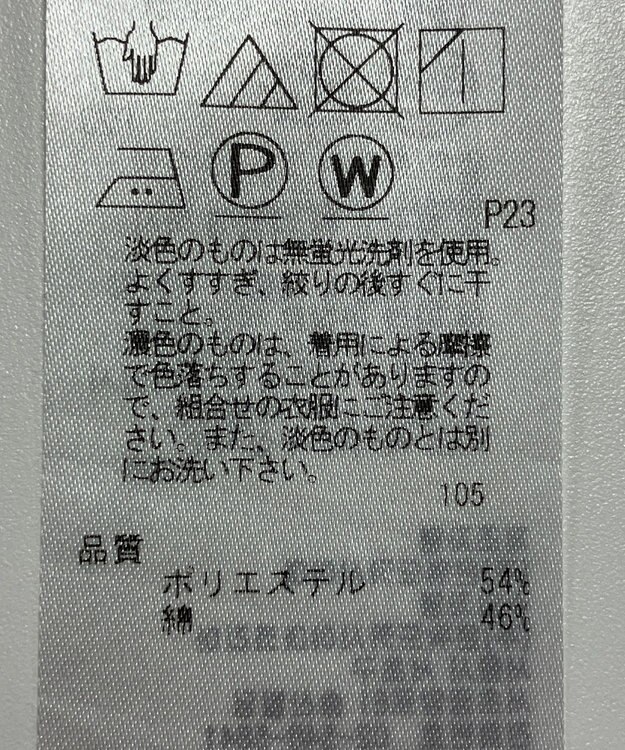 P
W
P23
淡色のものは無蛍光洗剤を使用。
よくすすぎ、絞りの後すぐに干
すこと。
濃色のものは、着用による摩擦
で色落ちすることがありますの
で、組合せの衣服にご注意くだ
さい。また、淡色のものとは別
にお洗い下さい。
105
品質
ポリエステル 54%
綿 46%